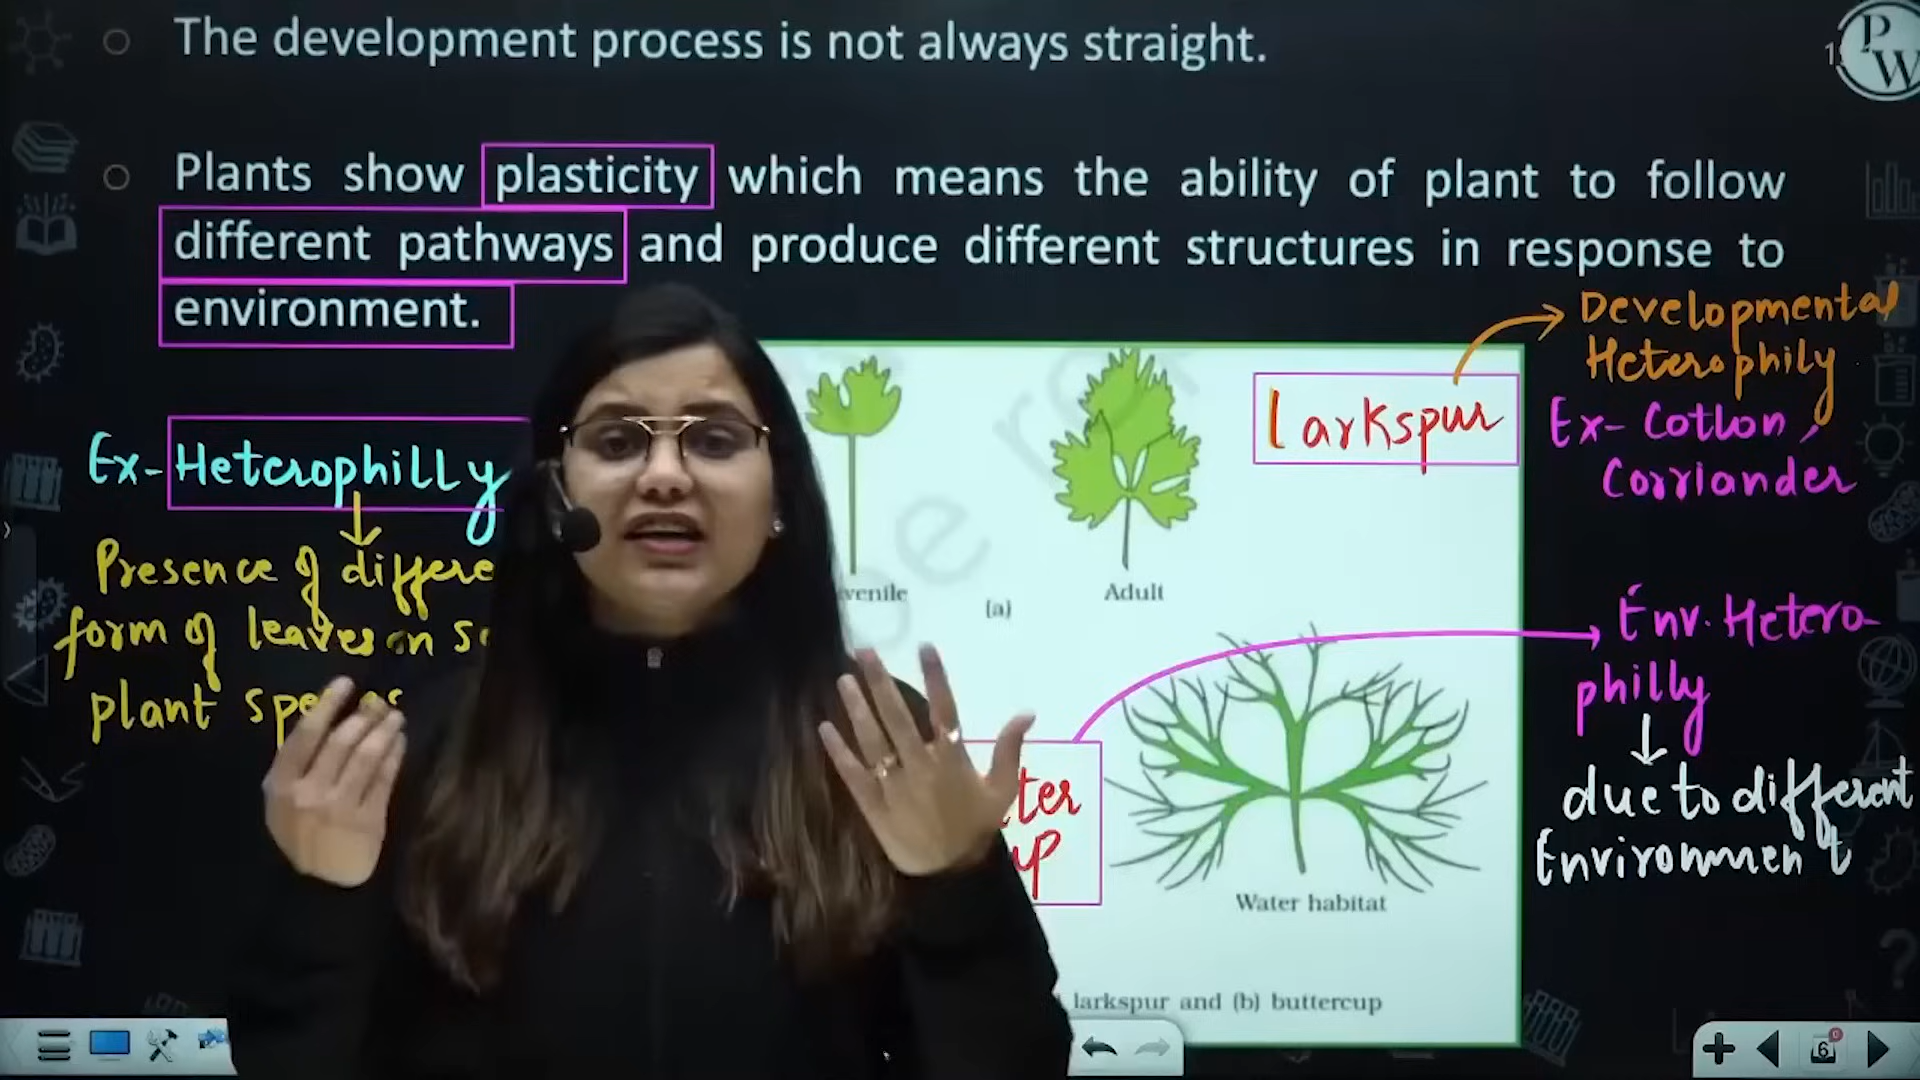 The development process is not always straight.
PW
Plants show plasticity which means the ability of plant to follow
different pathways and produce different structures in response to
environment.
Ex- Heterophilly
Presence of
form of leaves on
plant
Larkspur
Developmental
Heterophily
Ex- Cotton,
Corriander
Adult
(a)
Env. Hetero-
philly
due to different
Environment
Water habitat
larkspur and (b) buttercup
6